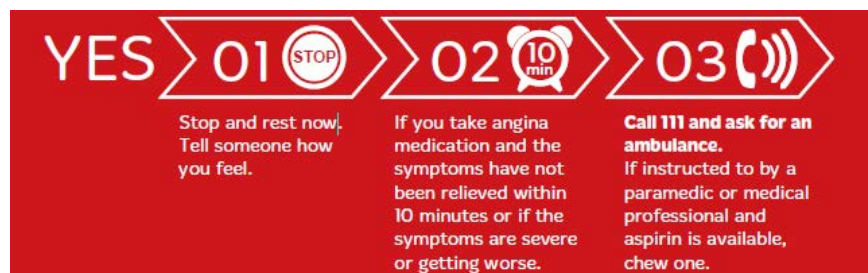 YES 01 STOP 02 10 min 03
Stop and rest now.
Tell someone how
you feel.
If you take angina
medication and the
symptoms have not
been relieved within
10 minutes or if the
symptoms are severe
or getting worse.
Call 111 and ask for an
ambulance.
If instructed to by a
paramedic or medical
professional and
aspirin is available,
chew one.